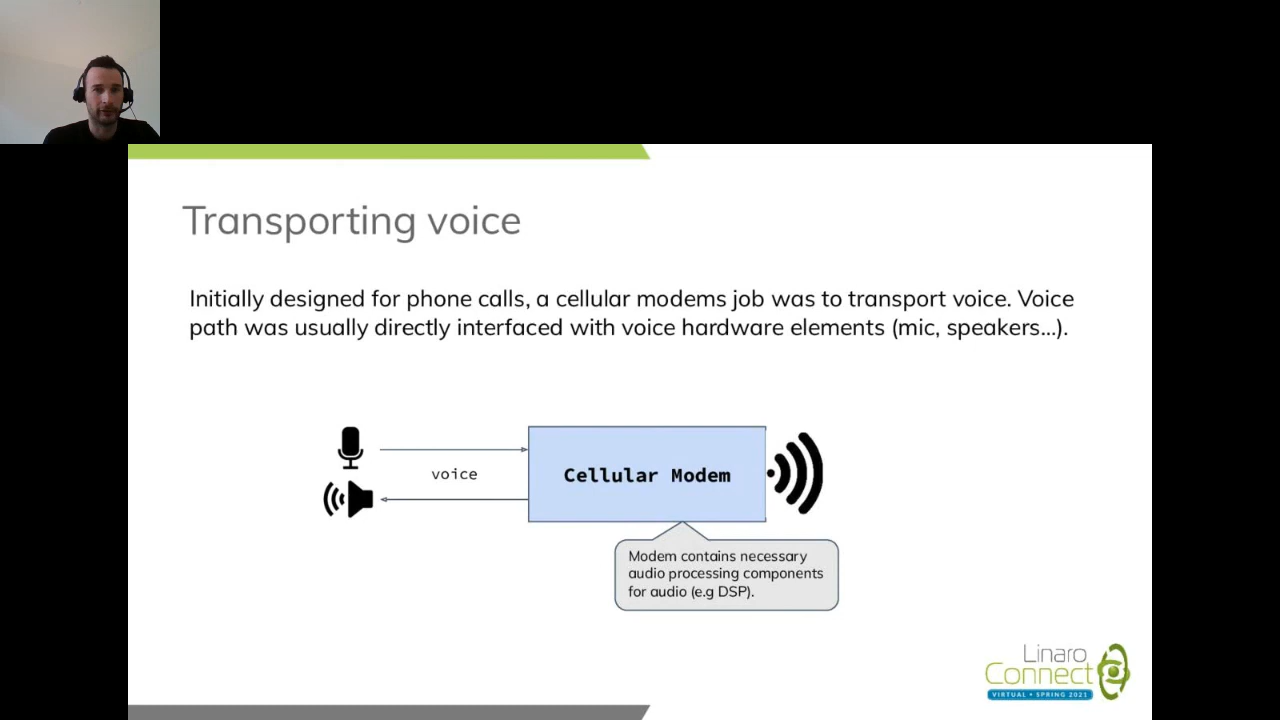 Transporting voice
Initially designed for phone calls, a cellular modems job was to transport voice. Voice
path was usually directly interfaced with voice hardware elements (mic, speakers...).
voice
Cellular Modem
Modem contains necessary
audio processing components
for audio (e.g DSP).
Linaro
Connect
VIRTUAL • SPRING 2021